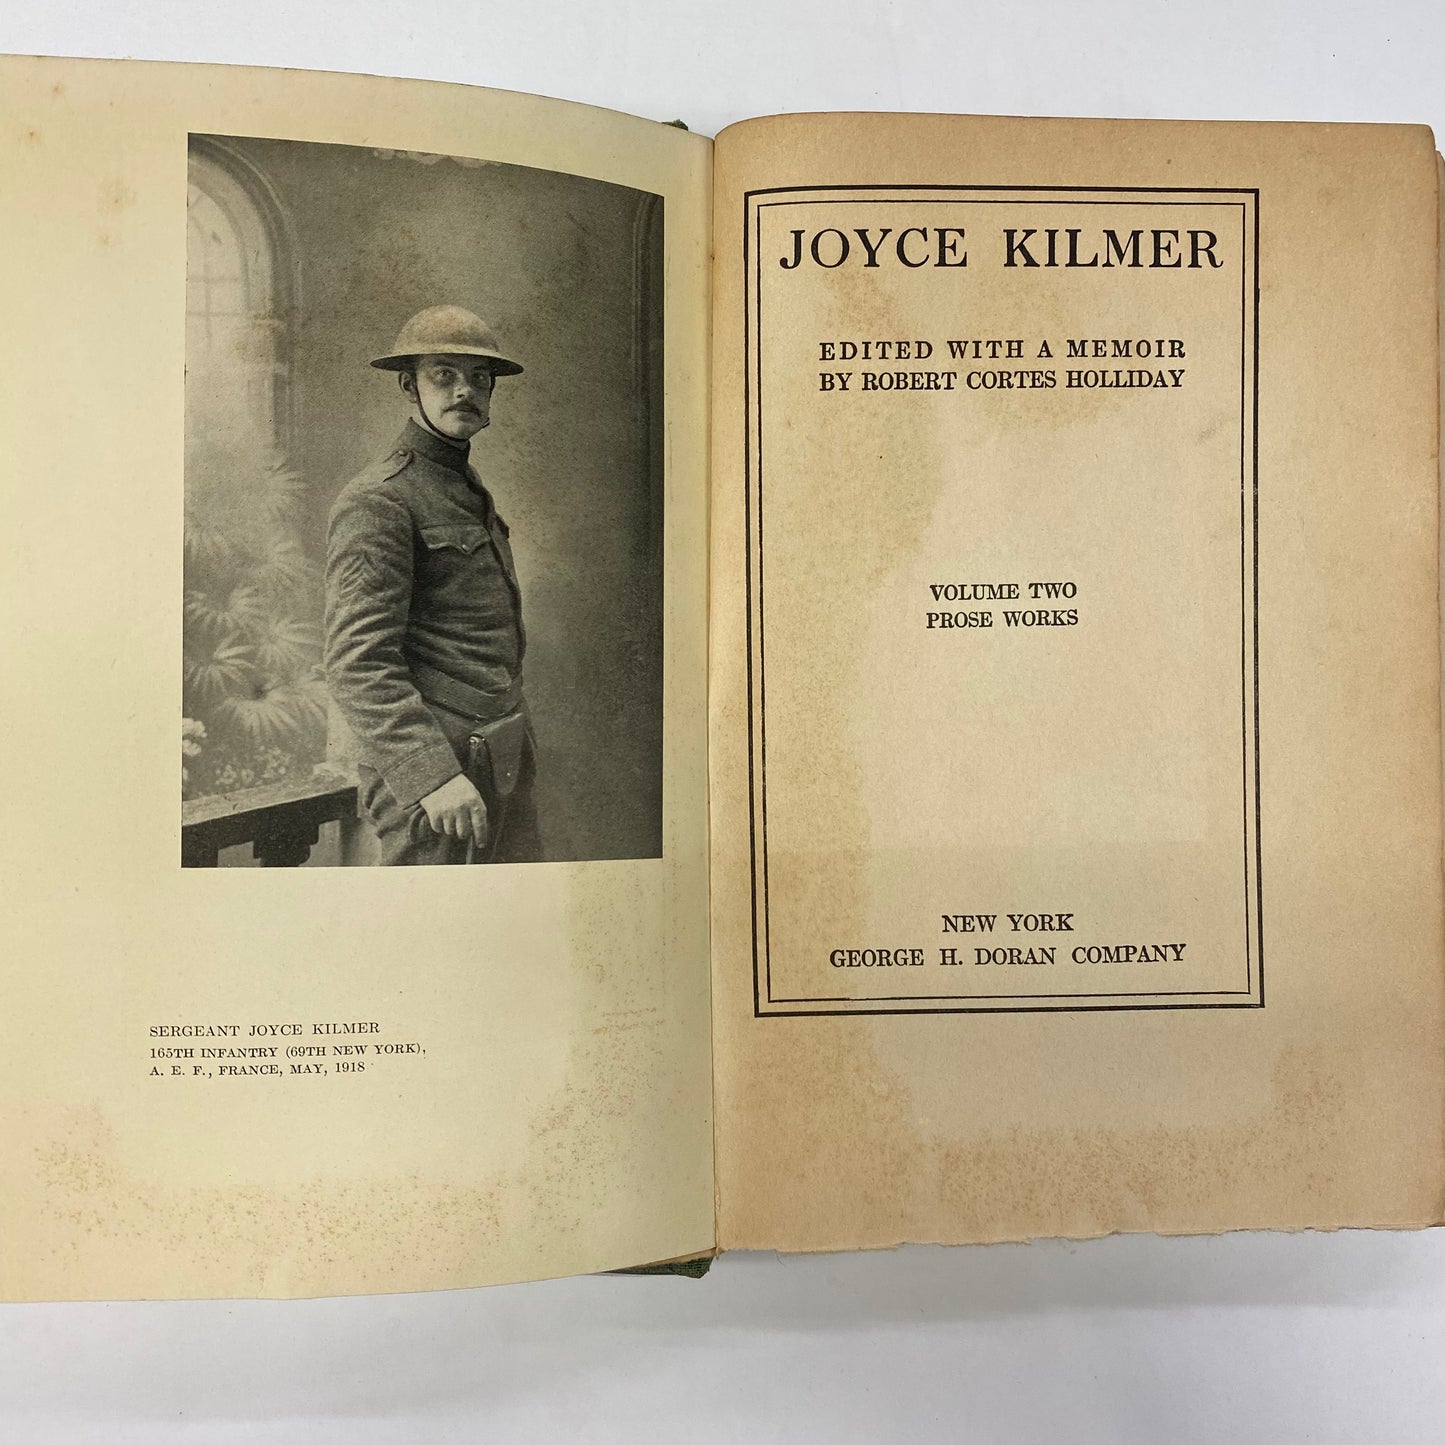 SERGEANT JOYCE KILMER
165TH INFANTRY (69TH NEW YORK),
A. E. F., FRANCE, MAY, 1918
JOYCE KILMER
EDITED WITH A MEMOIR
BY ROBERT CORTES HOLLIDAY
VOLUME TWO
PROSE WORKS
NEW YORK
GEORGE H. DORAN COMPANY